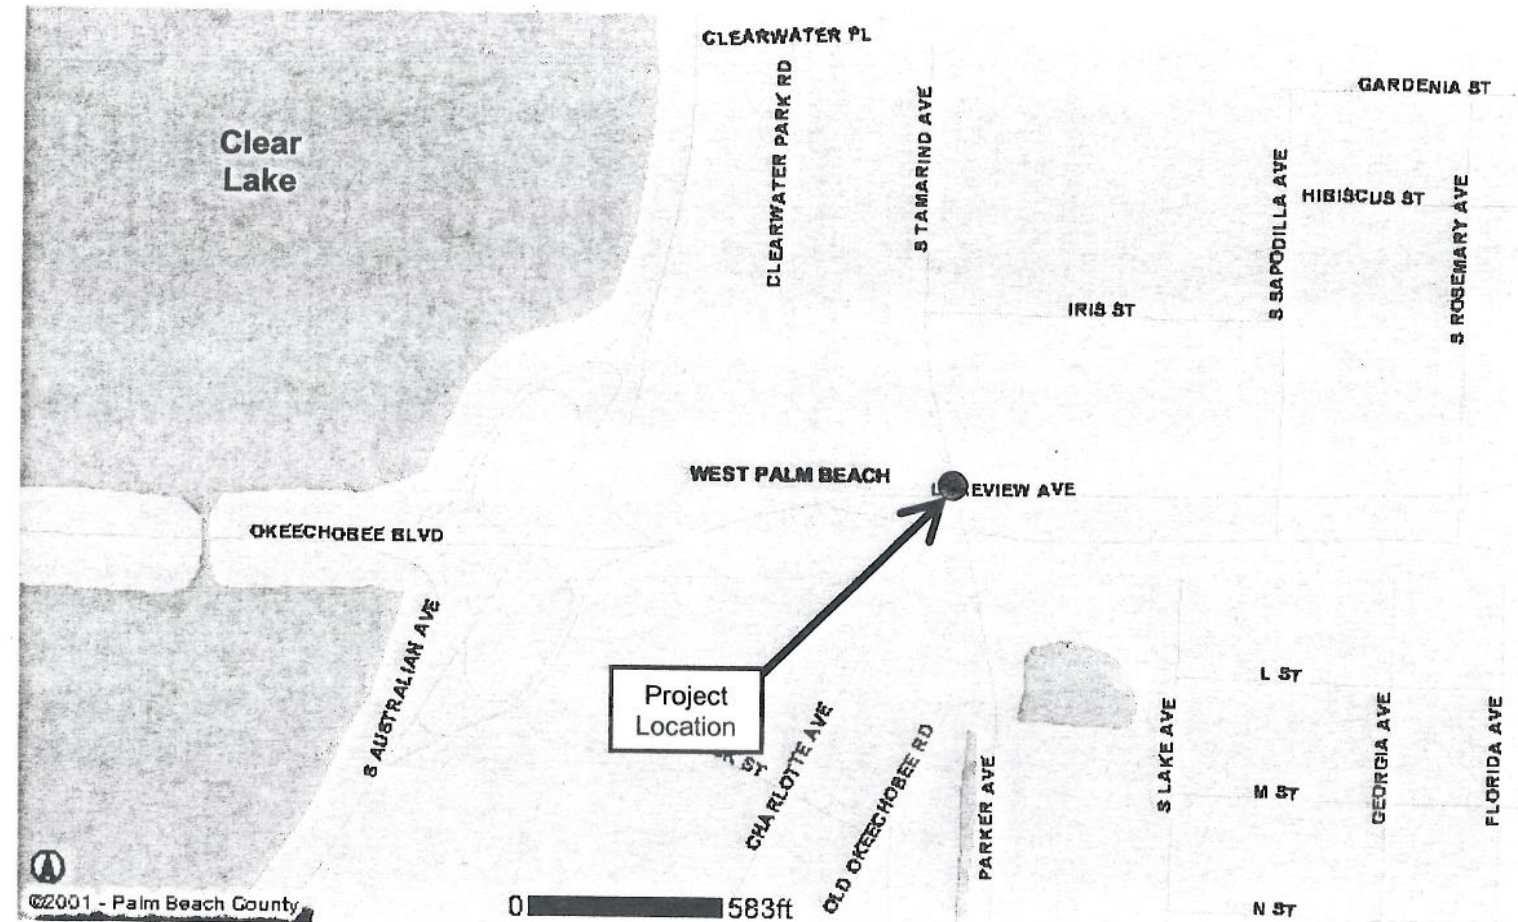 CLEARWATER PL
GARDENIA ST
CLEARWATER PARK RD
S TAMARIND AVE
Clear
Lake
S SAPODILLA AVE
HIBISCUS ST
S ROSEMARY AVE
IRIS ST
WEST PALM BEACH
EVIEW AVE
OKEECHOBEE BLVD
S AUSTRALIAN AVE
Project
Location
ST
CHARLOTTE AVE
OLD OKEECHOBEE RD
PARKER AVE
L ST
S LAKE AVE
M ST
GEORGIA AVE
FLORIDA AVE
©2001 - Palm Beach County
0 583ft
N ST